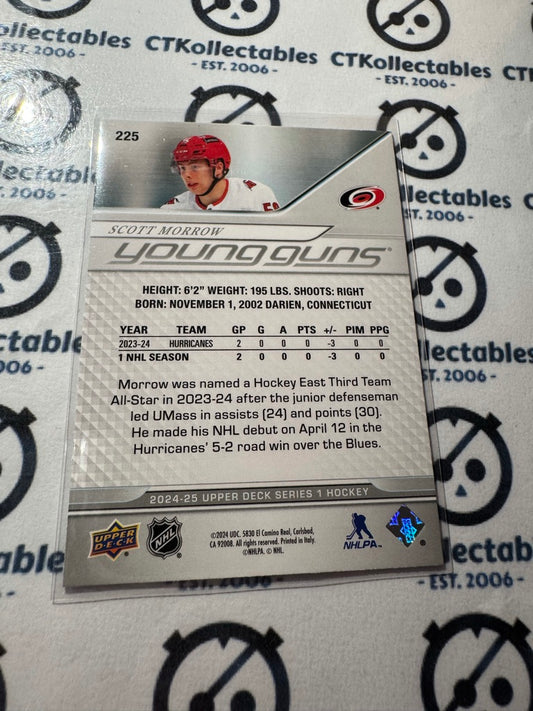 CTKollectables
- EST. 2006 -
225
SCOTT MORROW
young guns
HEIGHT: 6'2" WEIGHT: 195 LBS. SHOOTS: RIGHT
BORN: NOVEMBER 1, 2002 DARIEN, CONNECTICUT
YEAR TEAM GP G A PTS +/- PIM PPG
2023-24 HURRICANES 2 0 0 0 -3 0 0
1 NHL SEASON 2 0 0 0 -3 0 0
Morrow was named a Hockey East Third Team
All-Star in 2023-24 after the junior defenseman
led UMass in assists (24) and points (30).
He made his NHL debut on April 12 in the
Hurricanes' 5-2 road win over the Blues.
2024-25 UPPER DECK SERIES 1 HOCKEY
UPPER DECK
NHL
©2024 UDC. 5830 El Camino Real, Carlsbad,
CA 92008. All rights reserved. Printed in Italy.
©NHLPA. © NHL.
NHLPA